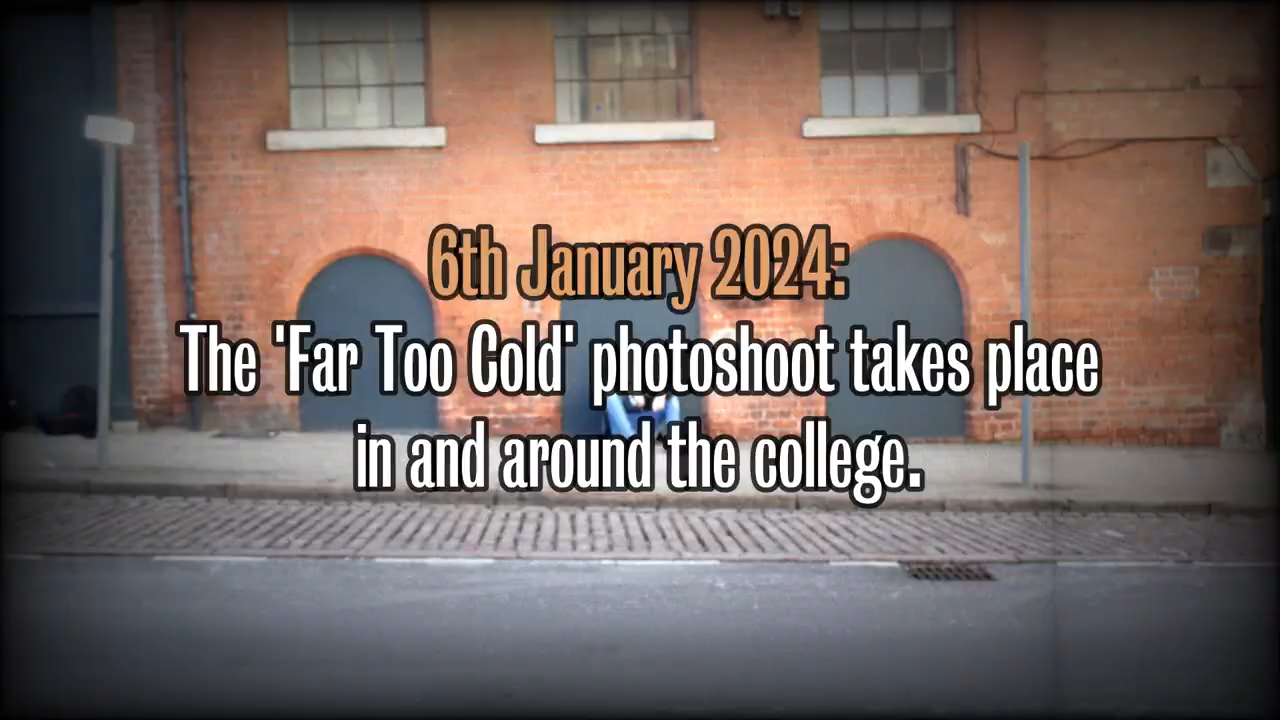 6th January 2024:
The 'Far Too Cold' photoshoot takes place
in and around the college.